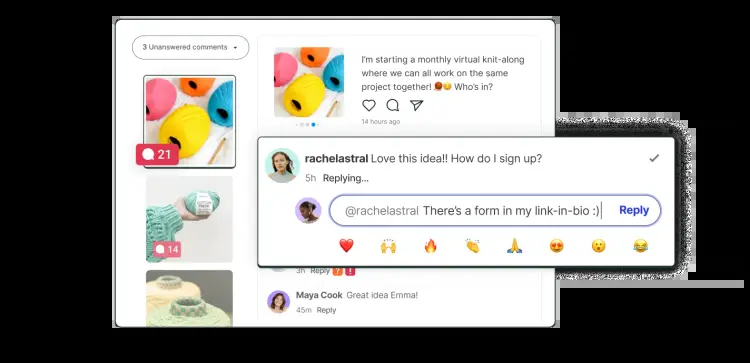 3 Unanswered comments
21
14
I'm starting a monthly virtual knit-along
where we can all work on the same
project together! 🧶😊 Who's in?
14 hours ago
rachelastral Love this idea!! How do I sign up?
5h Replying...
@rachelastral There's a form in my link-in-bio :) Reply
3h Reply
Maya Cook Great idea Emma!
45m Reply